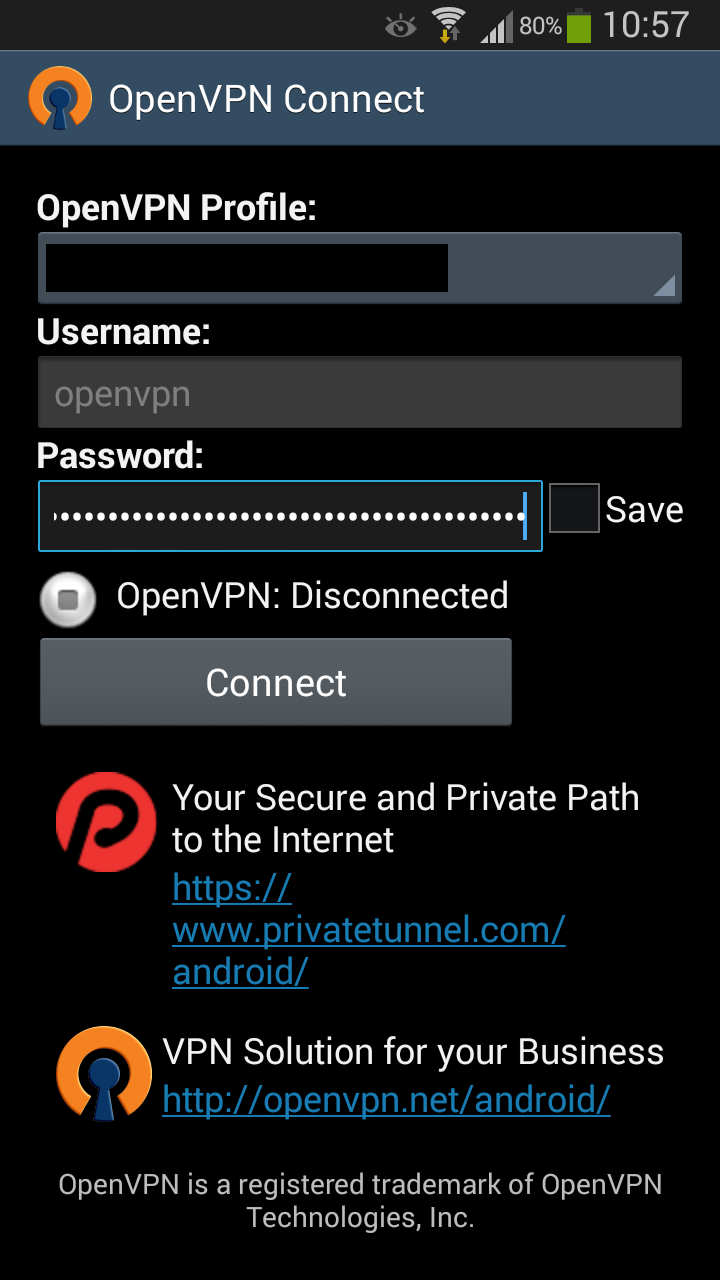 80% 10:57
OpenVPN Connect
OpenVPN Profile:
Username:
openvpn
Password:
Save
OpenVPN: Disconnected
Connect
Your Secure and Private Path
to the Internet
https://
www.privatetunnel.com/
android/
VPN Solution for your Business
http://openvpn.net/android/
OpenVPN is a registered trademark of OpenVPN
Technologies, Inc.